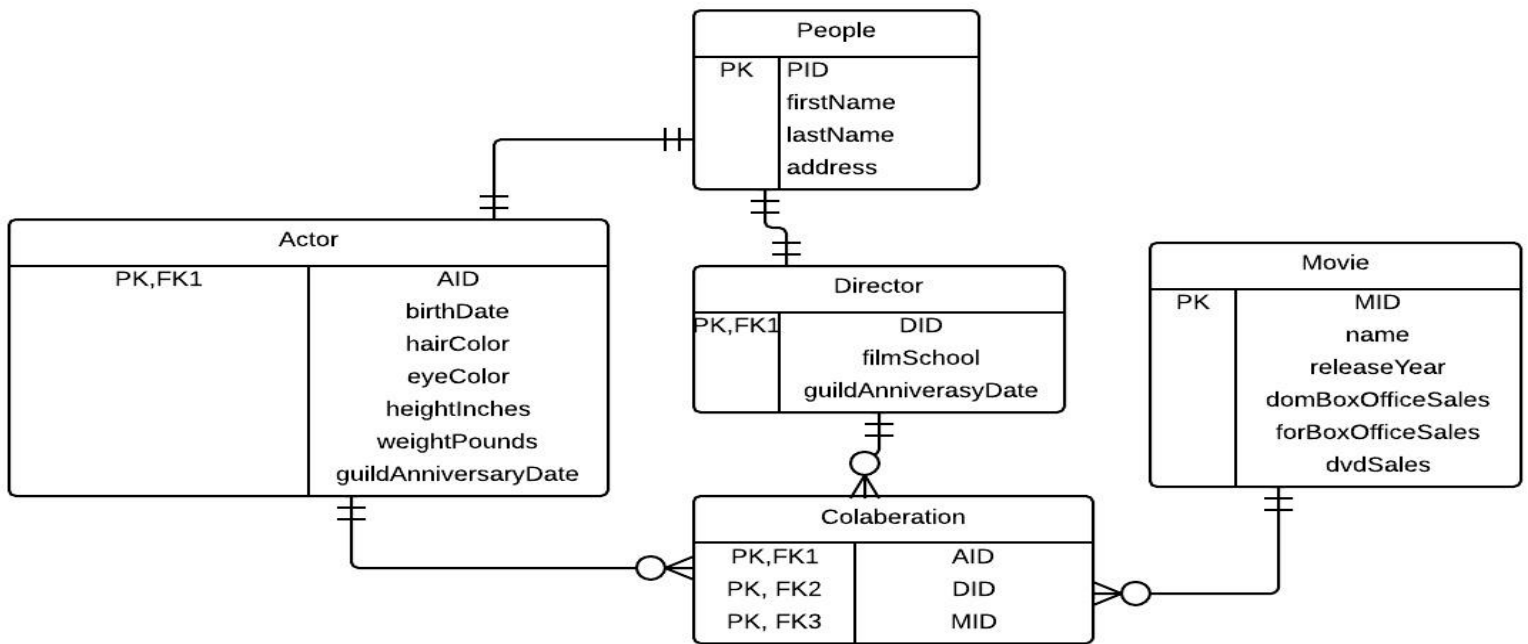 People
PK PID
firstName
lastName
address
Actor
PK,FK1 AID
birthDate
hairColor
eyeColor
heightInches
weightPounds
guildAnniversaryDate
Director
PK,FK1 DID
filmSchool
guildAnniverasyDate
Movie
PK MID
name
releaseYear
domBoxOfficeSales
forBoxOfficeSales
dvdSales
Colaberation
PK,FK1 AID
PK, FK2 DID
PK, FK3 MID